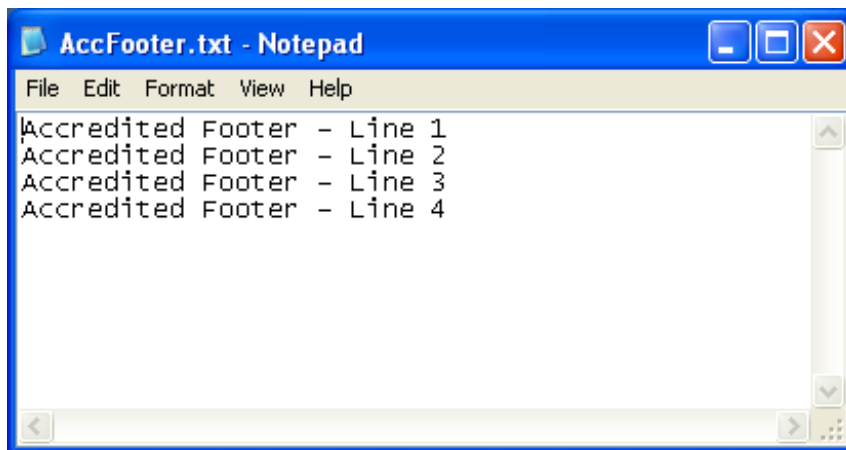 AccFooter.txt - Notepad
File Edit Format View Help
Accredited Footer - Line 1
Accredited Footer - Line 2
Accredited Footer - Line 3
Accredited Footer - Line 4